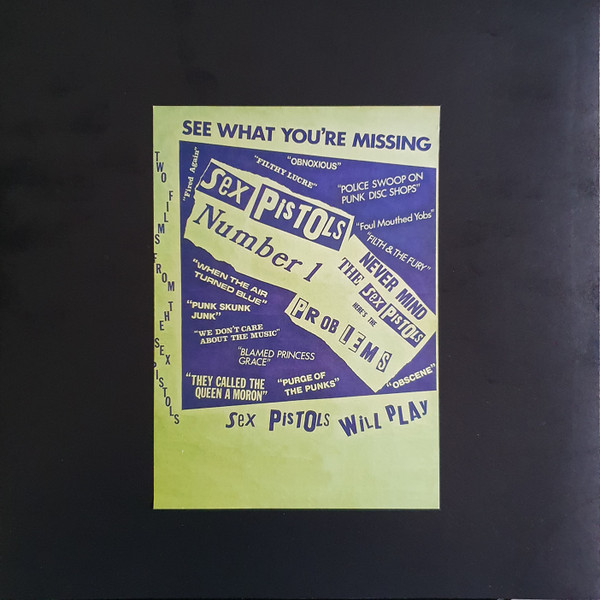 SEE WHAT YOU'RE MISSING
TWO FILMS FROM THE SEX PISTOLS
"Fired Again"
"FILTHY LUCRE"
"OBNOXIOUS"
"POLICE SWOOP ON
PUNK DISC SHOPS"
"Foul Mouthed Yobs"
"FILTH & THE FURY"
Sex PISTOLS
Number 1
NEVER MIND
THE Sex PISTOLS
HERE'S THE
PROBLEMS
"WHEN THE AIR
TURNED BLUE"
"PUNK SKUNK
JUNK"
"WE DON'T CARE
ABOUT THE MUSIC"
"BLAMED PRINCESS
GRACE"
"THEY CALLED THE
QUEEN A MORON"
"PURGE OF
THE PUNKS"
"OBSCENE"
Sex PISTOLS WiLL PLAY